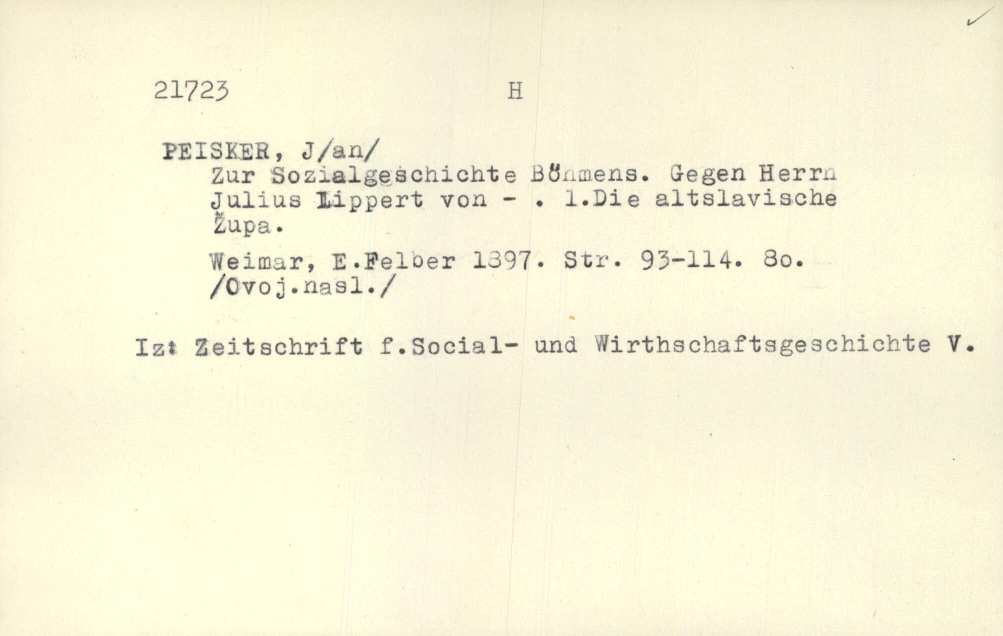 21723 H
PEISKER, J/an/
Zur Sozialgeschichte Böhmens. Gegen Herrn
Julius Lippert von - . 1.Die altslavische
Župa.
Weimar, E.Felber 1897. Str. 93-114. 8o.
/Ovoj.nasl./
Iz: Zeitschrift f.Social- und Wirthschaftsgeschichte V.